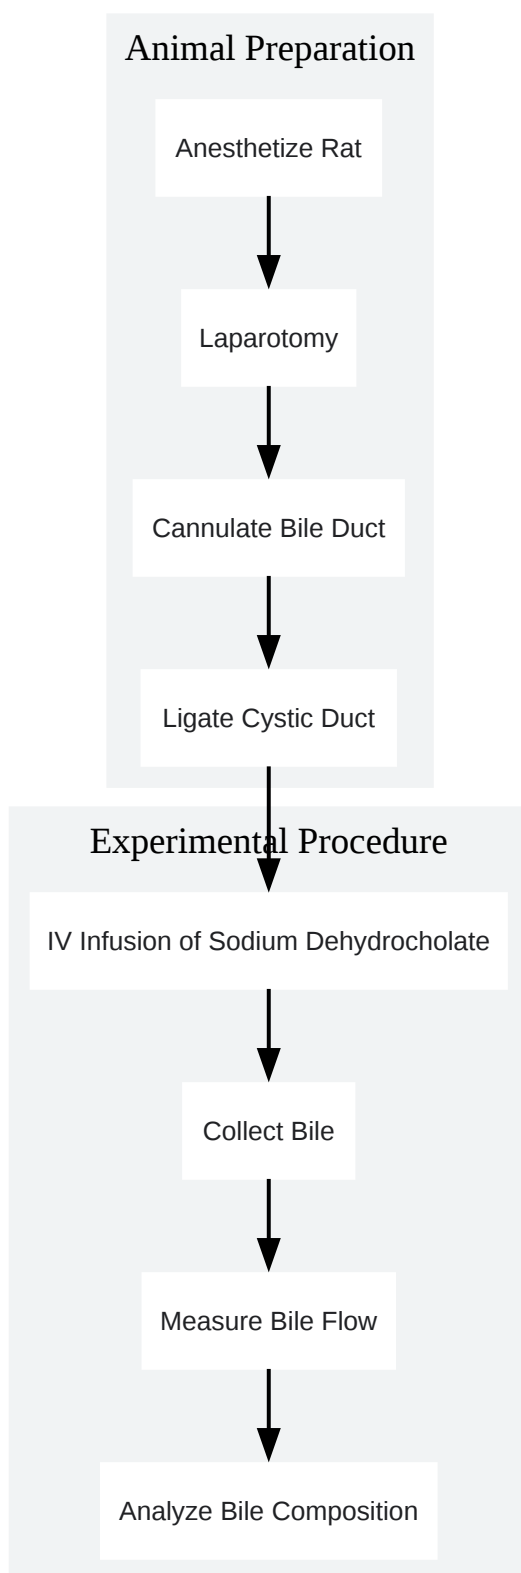 Animal Preparation
Anesthetize Rat
Laparotomy
Cannulate Bile Duct
Ligate Cystic Duct
Experimental Procedure
IV Infusion of Sodium Dehydrocholate
Collect Bile
Measure Bile Flow
Analyze Bile Composition